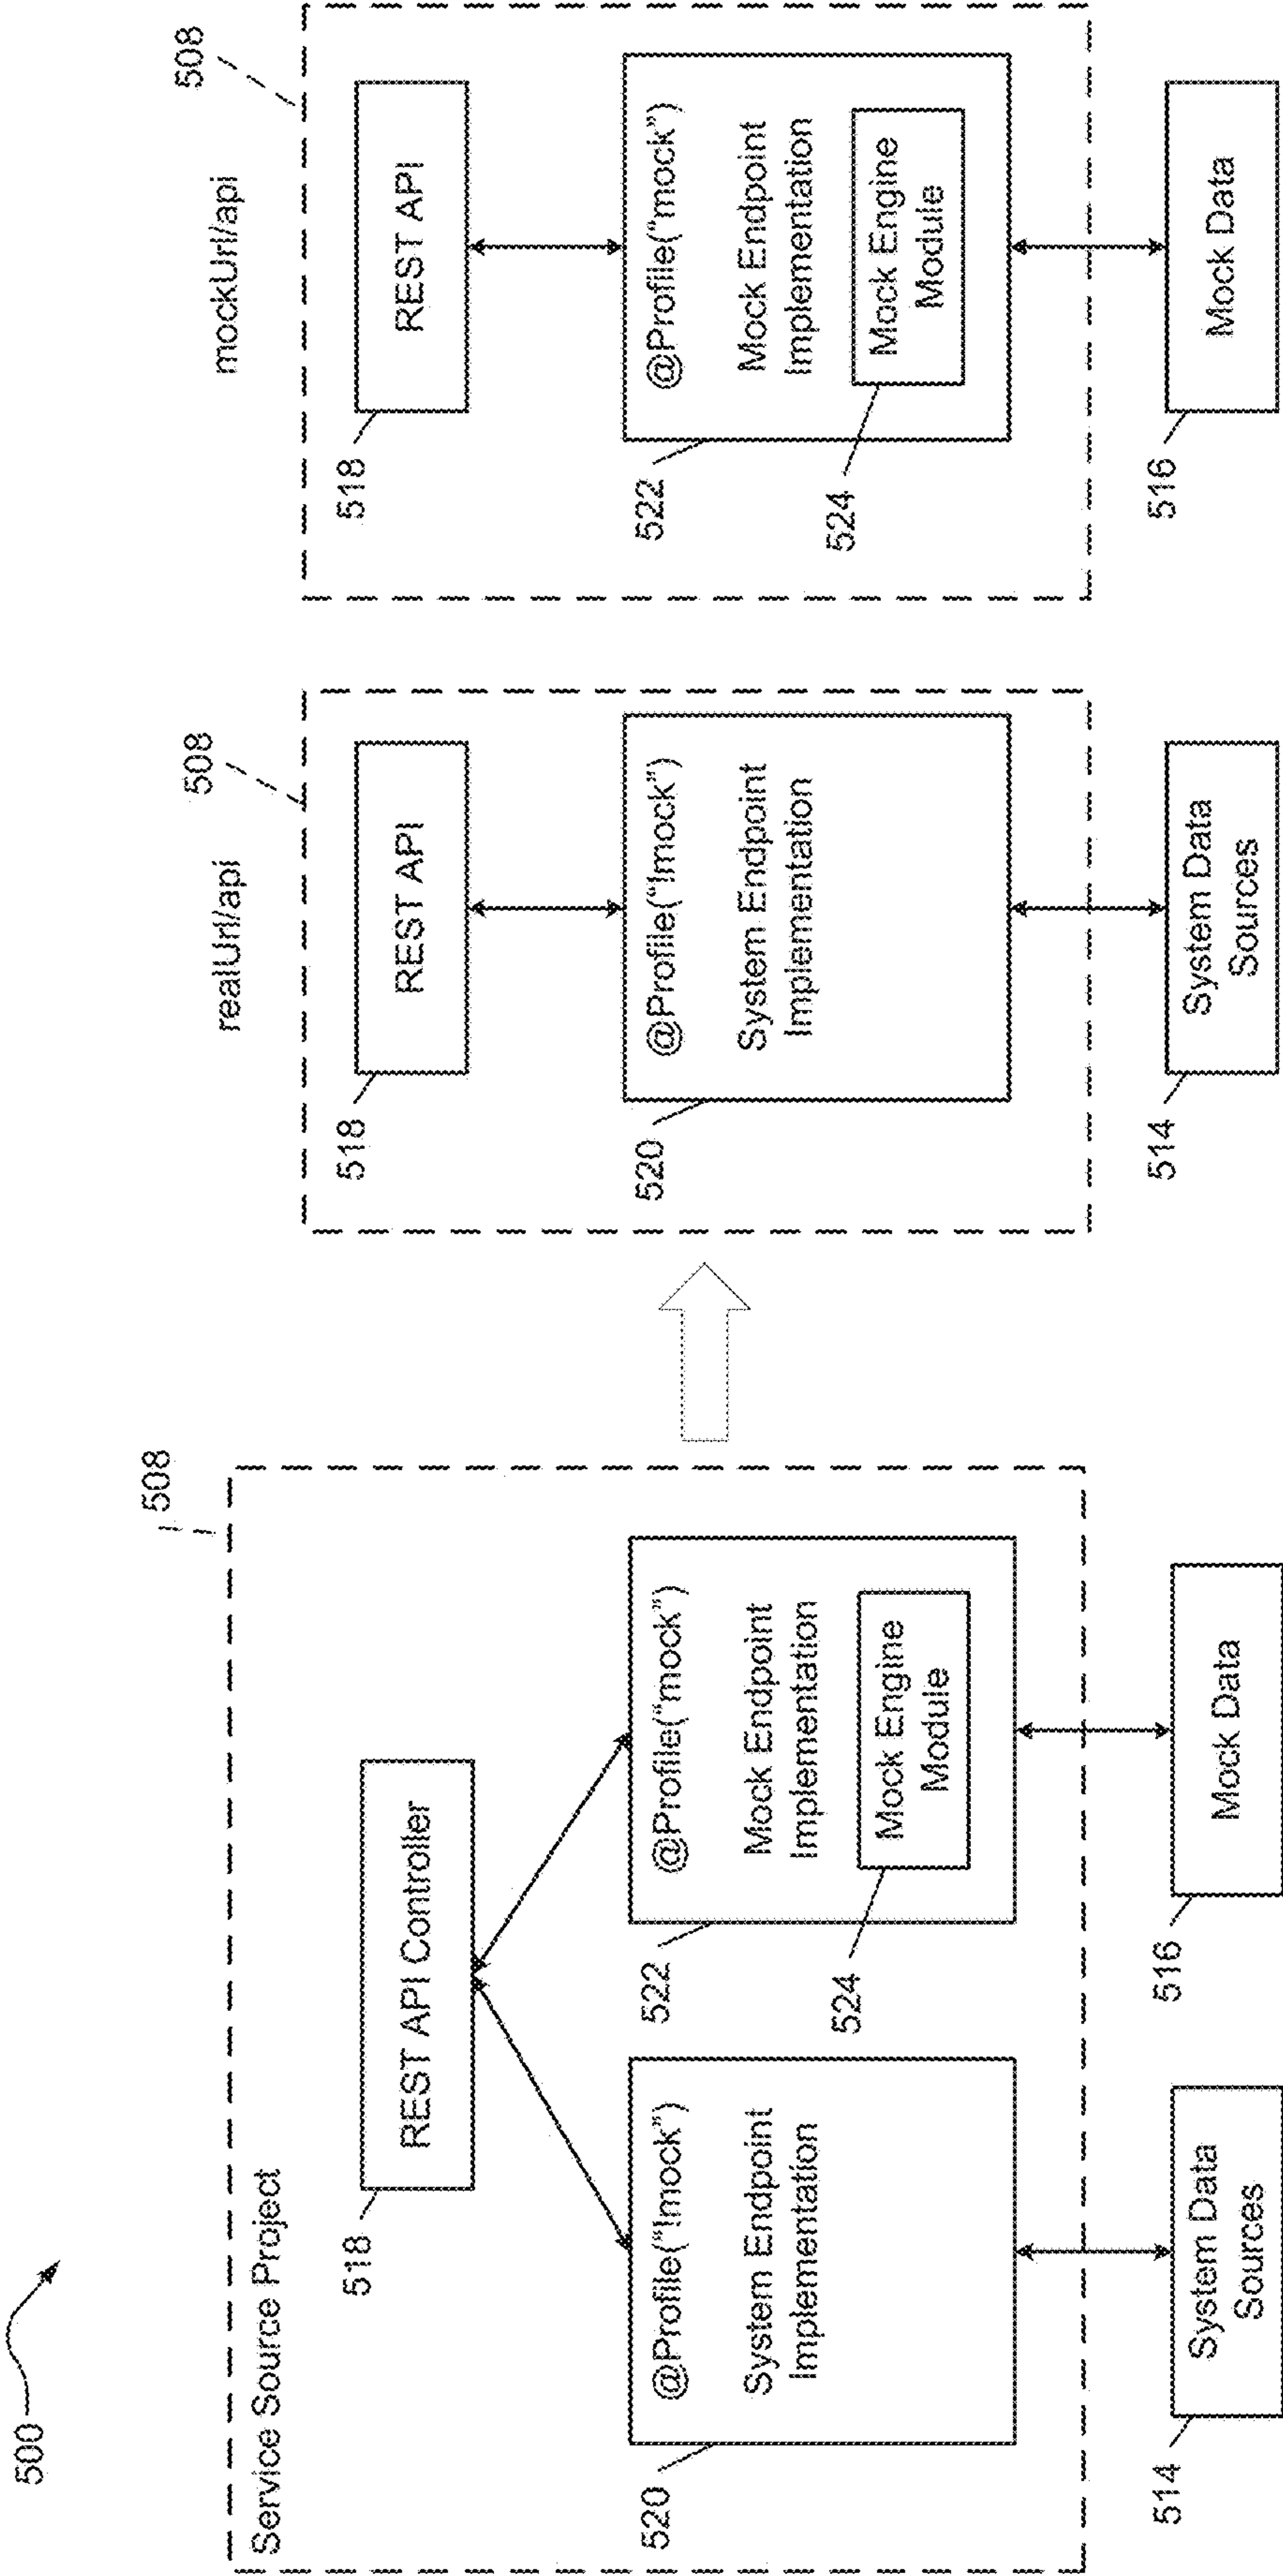 500
508
Service Source Project
REST API Controller
518
@Profile("!mock")
System Endpoint
Implementation
520
@Profile("mock")
Mock Endpoint
Implementation
Mock Engine
Module
522
524
System Data
Sources
514
Mock Data
516
realUrl/api
508
REST API
518
@Profile("!mock")
System Endpoint
Implementation
520
System Data
Sources
514
mockUrl/api
508
REST API
518
@Profile("mock")
Mock Endpoint
Implementation
Mock Engine
Module
522
524
Mock Data
516